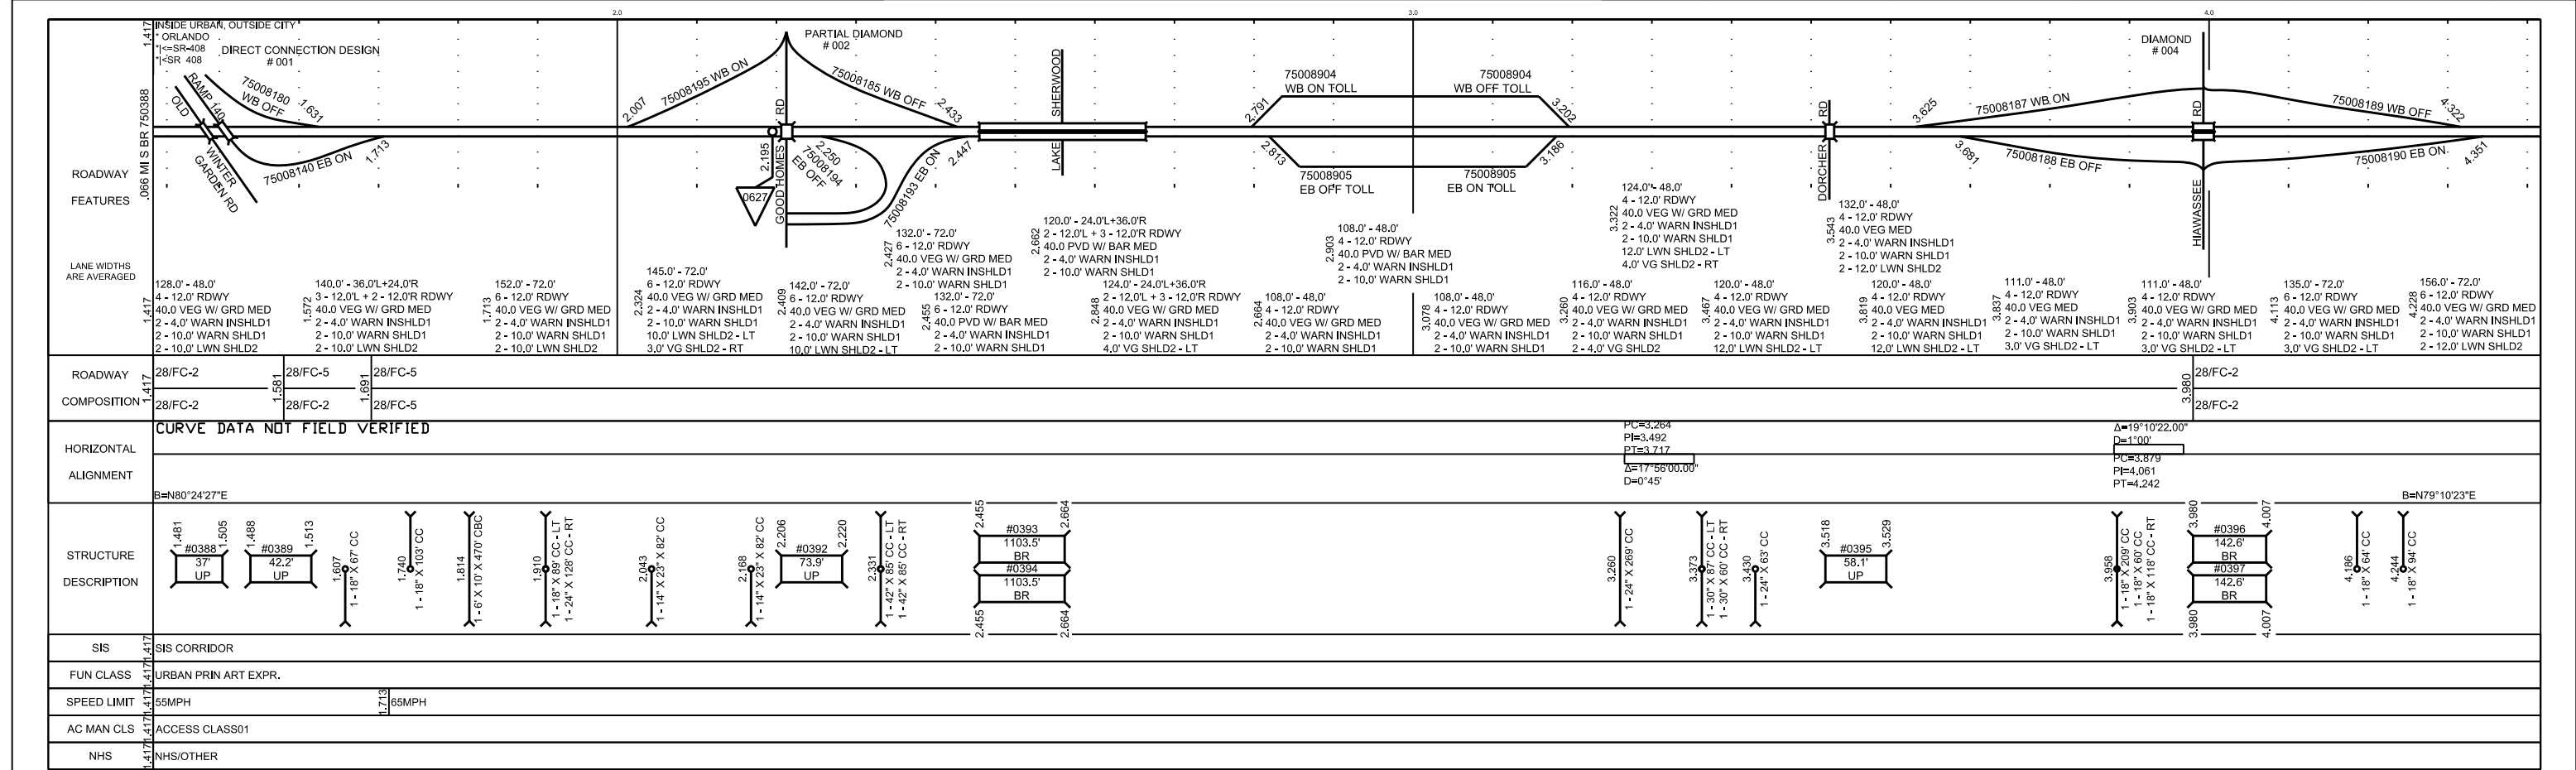 2.0
3.0
4.0
ROADWAY
FEATURES
LANE WIDTHS
ARE AVERAGED
1.417
.066 MI S BR 750388
1.417
INSIDE URBAN, OUTSIDE CITY
* ORLANDO
*|<=SR-408
*|<SR 408
DIRECT CONNECTION DESIGN
# 001
RAMP 140
OLD
WINTER
GARDEN RD
75008180
WB OFF
1.631
75008140 EB ON
1.713
2.007
75008195 WB ON
PARTIAL DIAMOND
# 002
75008185 WB OFF
2.433
GOOD HOMES RD
2.195
0627
2.250
75008194
EB OFF
75008193 EB ON
2.447
LAKE SHERWOOD
2.791
75008904
WB ON TOLL
75008904
WB OFF TOLL
3.202
2.813
75008905
EB OFF TOLL
75008905
EB ON TOLL
3.186
DORCHER RD
3.625
75008187 WB ON
DIAMOND
# 004
HIAWASSEE RD
75008189 WB OFF
4.322
3.681
75008188 EB OFF
75008190 EB ON
4.351
128.0' - 48.0'
4 - 12.0' RDWY
40.0 VEG W/ GRD MED
2 - 4.0' WARN INSHLD1
2 - 10.0' WARN SHLD1
2 - 10.0' LWN SHLD2
1.572
140.0' - 36.0'L+24.0'R
3 - 12.0'L + 2 - 12.0'R RDWY
40.0 VEG W/ GRD MED
2 - 4.0' WARN INSHLD1
2 - 10.0' WARN SHLD1
2 - 10.0' LWN SHLD2
1.713
152.0' - 72.0'
6 - 12.0' RDWY
40.0 VEG W/ GRD MED
2 - 4.0' WARN INSHLD1
2 - 10.0' WARN SHLD1
2 - 10.0' LWN SHLD2
2.324
145.0' - 72.0'
6 - 12.0' RDWY
40.0 VEG W/ GRD MED
2 - 4.0' WARN INSHLD1
2 - 10.0' WARN SHLD1
10.0' LWN SHLD2 - LT
3.0' VG SHLD2 - RT
2.409
142.0' - 72.0'
6 - 12.0' RDWY
40.0 VEG W/ GRD MED
2 - 4.0' WARN INSHLD1
2 - 10.0' WARN SHLD1
10.0' LWN SHLD2 - LT
2.427
132.0' - 72.0'
6 - 12.0' RDWY
40.0 VEG W/ GRD MED
2 - 4.0' WARN INSHLD1
2 - 10.0' WARN SHLD1
2.455
132.0' - 72.0'
6 - 12.0' RDWY
40.0 PVD W/ BAR MED
2 - 4.0' WARN INSHLD1
2 - 10.0' WARN SHLD1
2.662
120.0' - 24.0'L+36.0'R
2 - 12.0'L + 3 - 12.0'R RDWY
40.0 PVD W/ BAR MED
2 - 4.0' WARN INSHLD1
2 - 10.0' WARN SHLD1
2.848
124.0' - 24.0'L+36.0'R
2 - 12.0'L + 3 - 12.0'R RDWY
40.0 VEG W/ GRD MED
2 - 4.0' WARN INSHLD1
2 - 10.0' WARN SHLD1
4.0' VG SHLD2 - LT
2.664
108.0' - 48.0'
4 - 12.0' RDWY
40.0 VEG W/ GRD MED
2 - 4.0' WARN INSHLD1
2 - 10.0' WARN SHLD1
2.903
108.0' - 48.0'
4 - 12.0' RDWY
40.0 PVD W/ BAR MED
2 - 4.0' WARN INSHLD1
2 - 10.0' WARN SHLD1
3.078
108.0' - 48.0'
4 - 12.0' RDWY
40.0 VEG W/ GRD MED
2 - 4.0' WARN INSHLD1
2 - 10.0' WARN SHLD1
3.260
116.0' - 48.0'
4 - 12.0' RDWY
40.0 VEG W/ GRD MED
2 - 4.0' WARN INSHLD1
2 - 10.0' WARN SHLD1
2 - 4.0' VG SHLD2
3.322
124.0' - 48.0'
4 - 12.0' RDWY
40.0 VEG W/ GRD MED
2 - 4.0' WARN INSHLD1
2 - 10.0' WARN SHLD1
12.0' LWN SHLD2 - LT
4.0' VG SHLD2 - RT
3.467
120.0' - 48.0'
4 - 12.0' RDWY
40.0 VEG W/ GRD MED
2 - 4.0' WARN INSHLD1
2 - 10.0' WARN SHLD1
12.0' LWN SHLD2 - LT
3.543
132.0' - 48.0'
4 - 12.0' RDWY
40.0 VEG MED
2 - 4.0' WARN INSHLD1
2 - 10.0' WARN SHLD1
2 - 12.0' LWN SHLD2
3.819
120.0' - 48.0'
4 - 12.0' RDWY
40.0 VEG MED
2 - 4.0' WARN INSHLD1
2 - 10.0' WARN SHLD1
12.0' LWN SHLD2 - LT
3.837
111.0' - 48.0'
4 - 12.0' RDWY
40.0 VEG MED
2 - 4.0' WARN INSHLD1
2 - 10.0' WARN SHLD1
3.0' VG SHLD2 - LT
3.903
111.0' - 48.0'
4 - 12.0' RDWY
40.0 VEG W/ GRD MED
2 - 4.0' WARN INSHLD1
2 - 10.0' WARN SHLD1
3.0' VG SHLD2 - LT
4.113
135.0' - 72.0'
6 - 12.0' RDWY
40.0 VEG W/ GRD MED
2 - 4.0' WARN INSHLD1
2 - 10.0' WARN SHLD1
3.0' VG SHLD2 - LT
4.228
156.0' - 72.0'
6 - 12.0' RDWY
40.0 VEG W/ GRD MED
2 - 4.0' WARN INSHLD1
2 - 10.0' WARN SHLD1
2 - 12.0' LWN SHLD2
ROADWAY
COMPOSITION
1.417
28/FC-2
28/FC-2
1.581
28/FC-5
28/FC-2
1.691
28/FC-5
28/FC-5
3.980
28/FC-2
28/FC-2
HORIZONTAL
ALIGNMENT
CURVE DATA NOT FIELD VERIFIED
B=N80°24'27"E
PC=3.264
PI=3.492
PT=3.717
Δ=17°56'00.00"
D=0°45'
Δ=19°10'22.00"
D=1°00'
PC=3.879
PI=4.061
PT=4.242
B=N79°10'23"E
STRUCTURE
DESCRIPTION
1.481
1.505
#0388
37'
UP
1.488
1.513
#0389
42.2'
UP
1.607
1 - 18" X 67' CC
1.740
1 - 18" X 103' CC
1.814
1 - 6' X 10' X 470' CBC
1.910
1 - 18" X 89' CC - LT
1 - 24" X 128' CC - RT
2.043
1 - 14" X 23" X 82' CC
2.168
1 - 14" X 23" X 82' CC
2.206
2.220
#0392
73.9'
UP
2.331
1 - 42" X 85' CC - LT
1 - 42" X 85' CC - RT
2.455
2.664
#0393
1103.5'
BR
#0394
1103.5'
BR
2.455
2.664
3.260
1 - 24" X 269' CC
3.373
1 - 30" X 87' CC - LT
1 - 30" X 60' CC - RT
3.430
1 - 24" X 63' CC
3.518
3.529
#0395
58.1'
UP
3.958
1 - 18" X 209' CC
1 - 18" X 60' CC
1 - 18" X 118' CC - RT
3.980
4.007
#0396
142.6'
BR
#0397
142.6'
BR
3.980
4.007
4.186
1 - 18" X 64' CC
4.244
1 - 18" X 94' CC
SIS
1.417
SIS CORRIDOR
FUN CLASS
1.417
URBAN PRIN ART EXPR.
SPEED LIMIT
1.417
55MPH
1.713
65MPH
AC MAN CLS
1.417
ACCESS CLASS01
NHS
1.417
NHS/OTHER